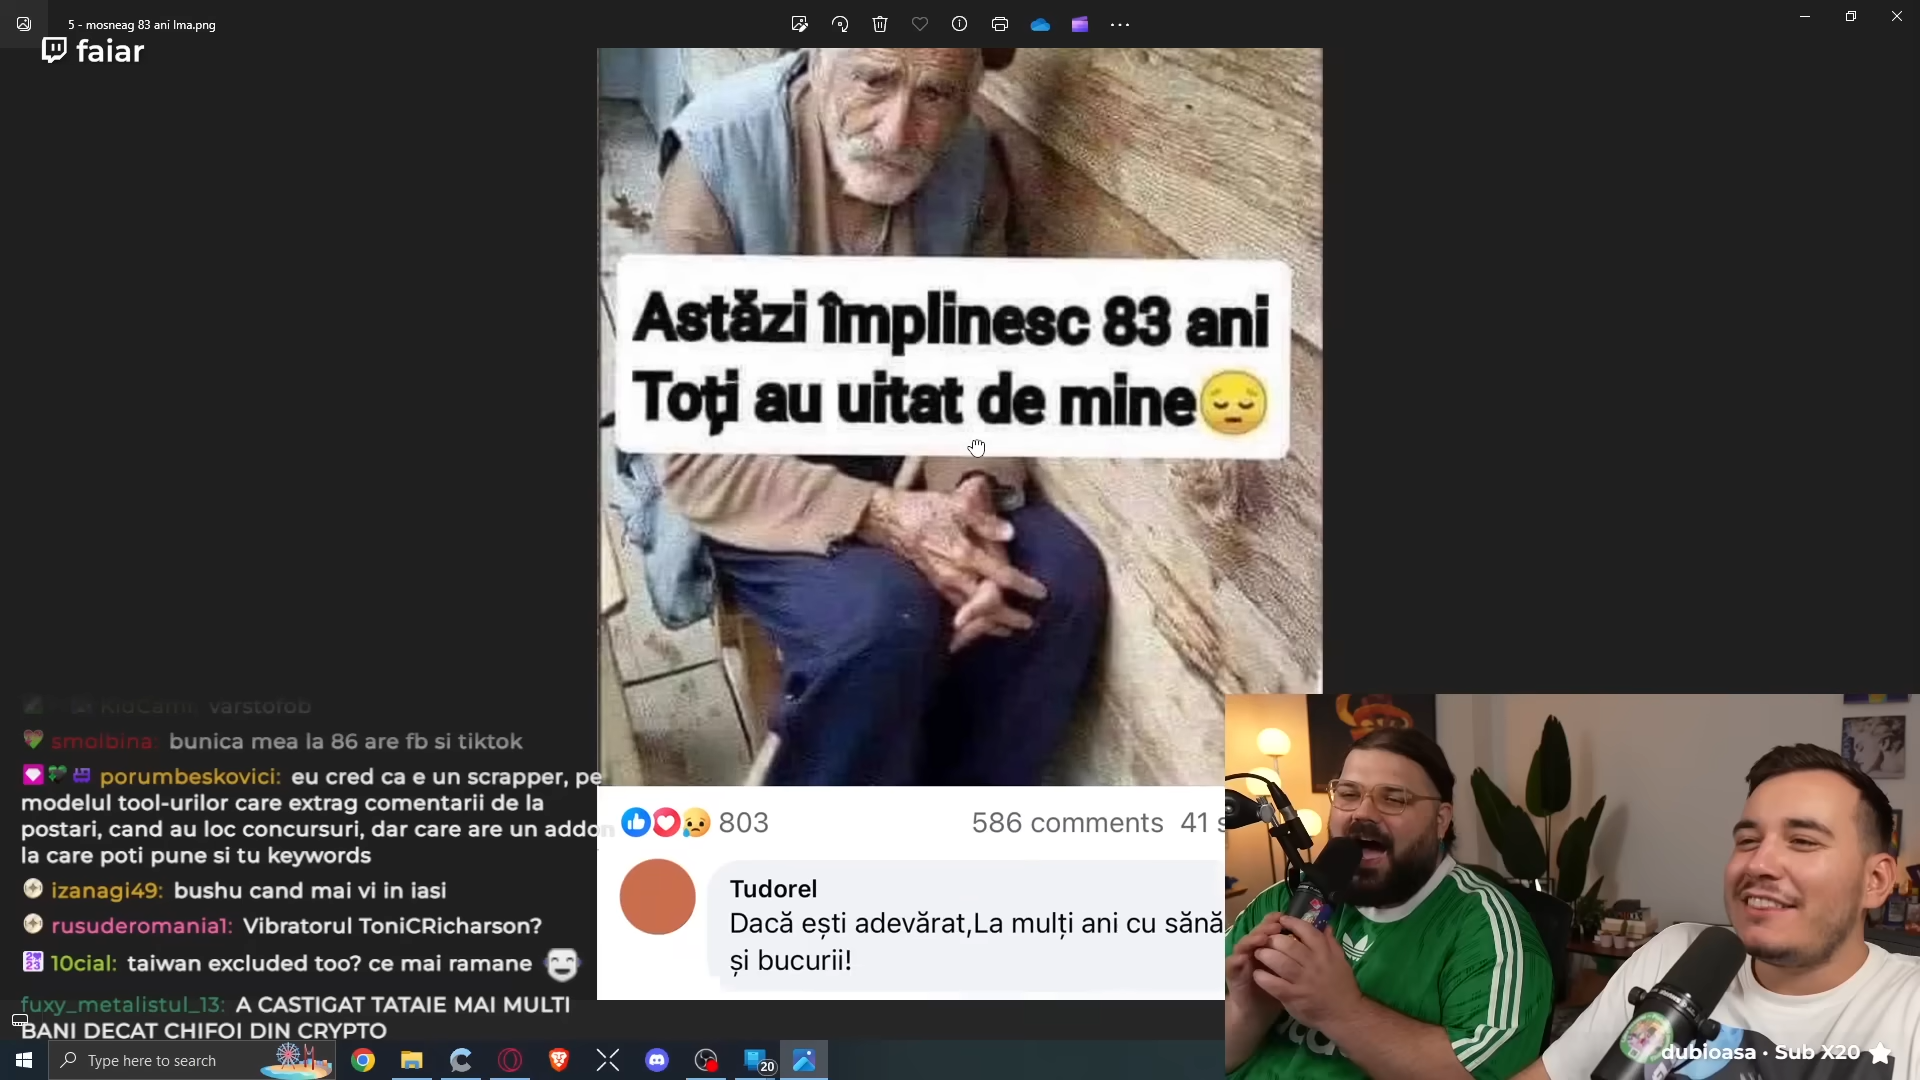 5 - mosneag 83 ani lma.png
faiar
Astăzi împlinesc 83 ani
Toți au uitat de mine😔
803
586 comments 41
Tudorel
Dacă ești adevărat,La mulți ani cu sănă
și bucurii!
KidCami: varstofob
smolbina: bunica mea la 86 are fb si tiktok
porumbeskovici: eu cred ca e un scrapper, pe
modelul tool-urilor care extrag comentarii de la
postari, cand au loc concursuri, dar care are un addon
la care poti pune si tu keywords
izanagi49: bushu cand mai vi in iasi
rusuderomania1: Vibratorul ToniCRicharson?
10cial: taiwan excluded too? ce mai ramane
fuxy_metalistul_13: A CASTIGAT TATAIE MAI MULTI
BANI DECAT CHIFOI DIN CRYPTO
dubioasa · Sub X20
Type here to search
20